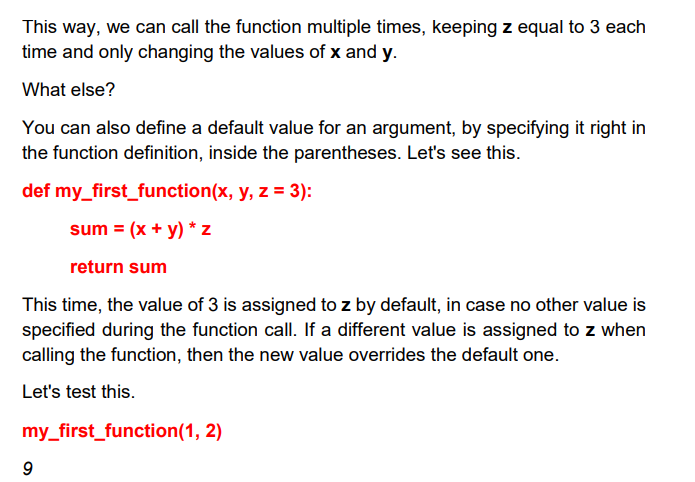 This way, we can call the function multiple times, keeping z equal to 3 each
time and only changing the values of x and y.
What else?
You can also define a default value for an argument, by specifying it right in
the function definition, inside the parentheses. Let's see this.
def my_first_function(x, y, z = 3):
sum = (x + y) * z
return sum
This time, the value of 3 is assigned to z by default, in case no other value is
specified during the function call. If a different value is assigned to z when
calling the function, then the new value overrides the default one.
Let's test this.
my_first_function(1, 2)
9